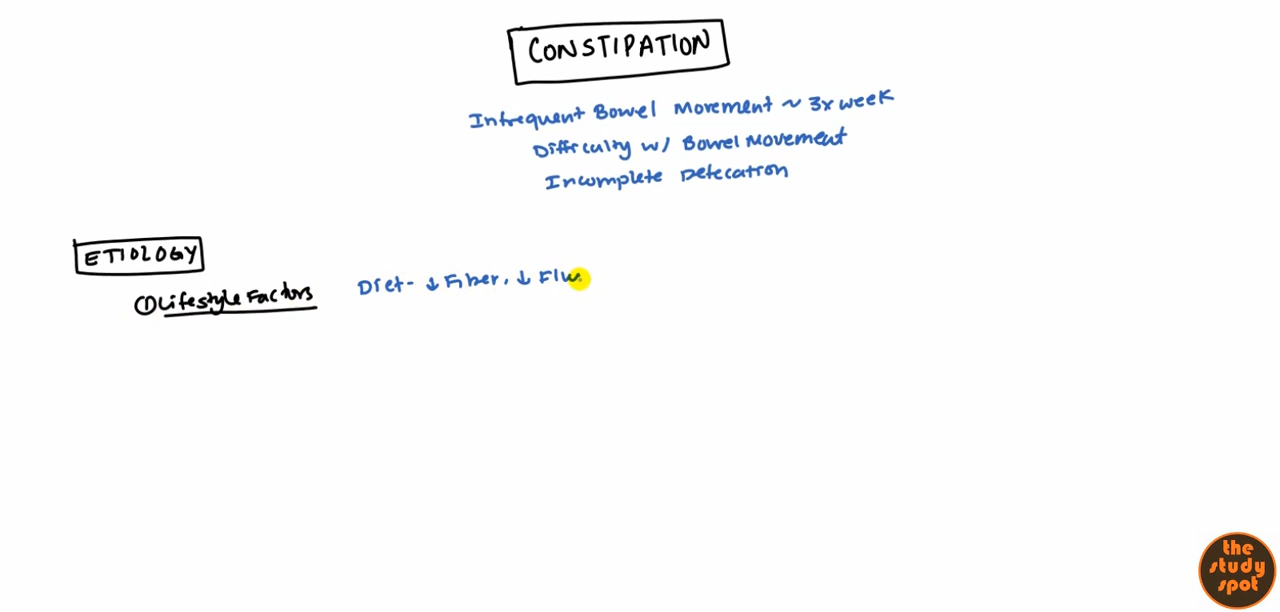 CONSTIPATION
Infrequent Bowel Movement ~ 3x week
Difficulty w/ Bowel Movement
Incomplete Defecation
ETIOLOGY
① Lifestyle Factors
Diet - ↓ Fiber, ↓ Flu
the
study
spot